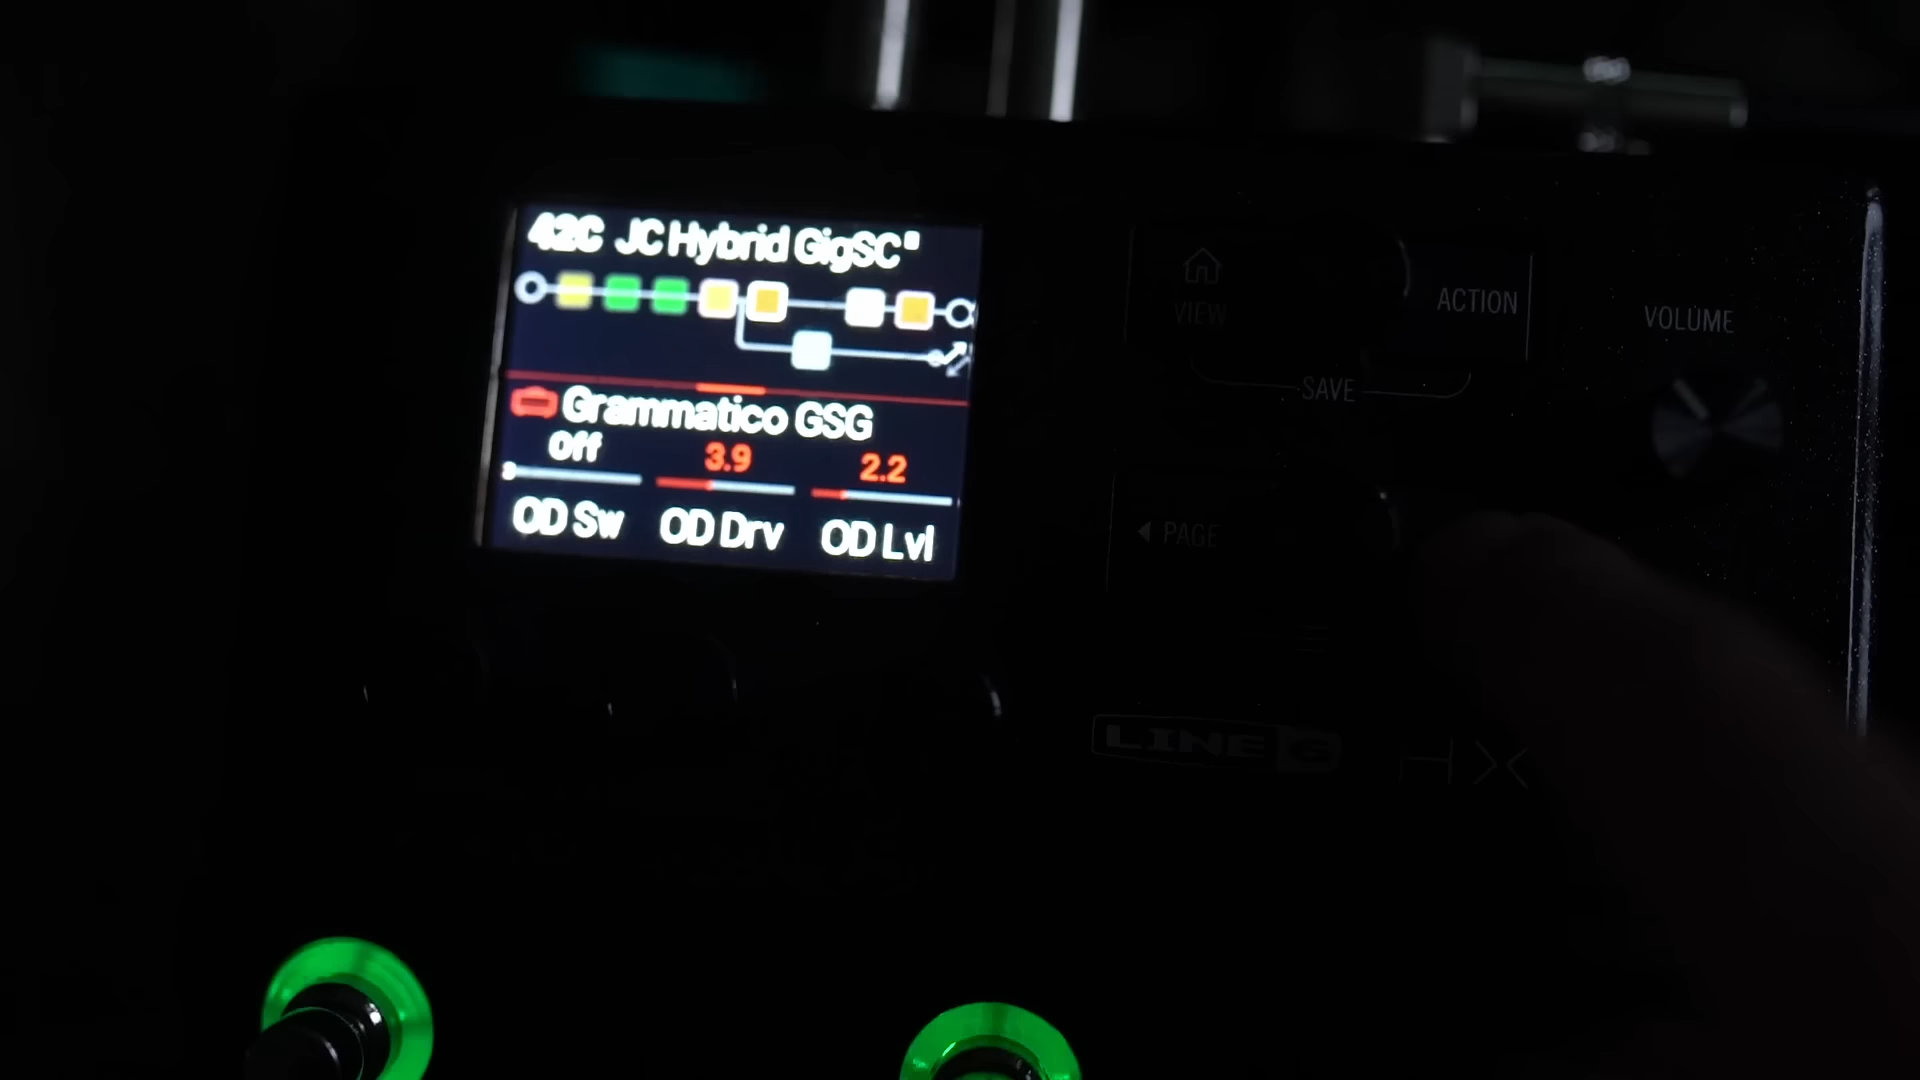 42C JC Hybrid GigSC
Grammatico GSG
Off 3.9 2.2
OD Sw OD Drv OD Lvl
VIEW
ACTION
SAVE
VOLUME
PAGE
LINE 6 HX